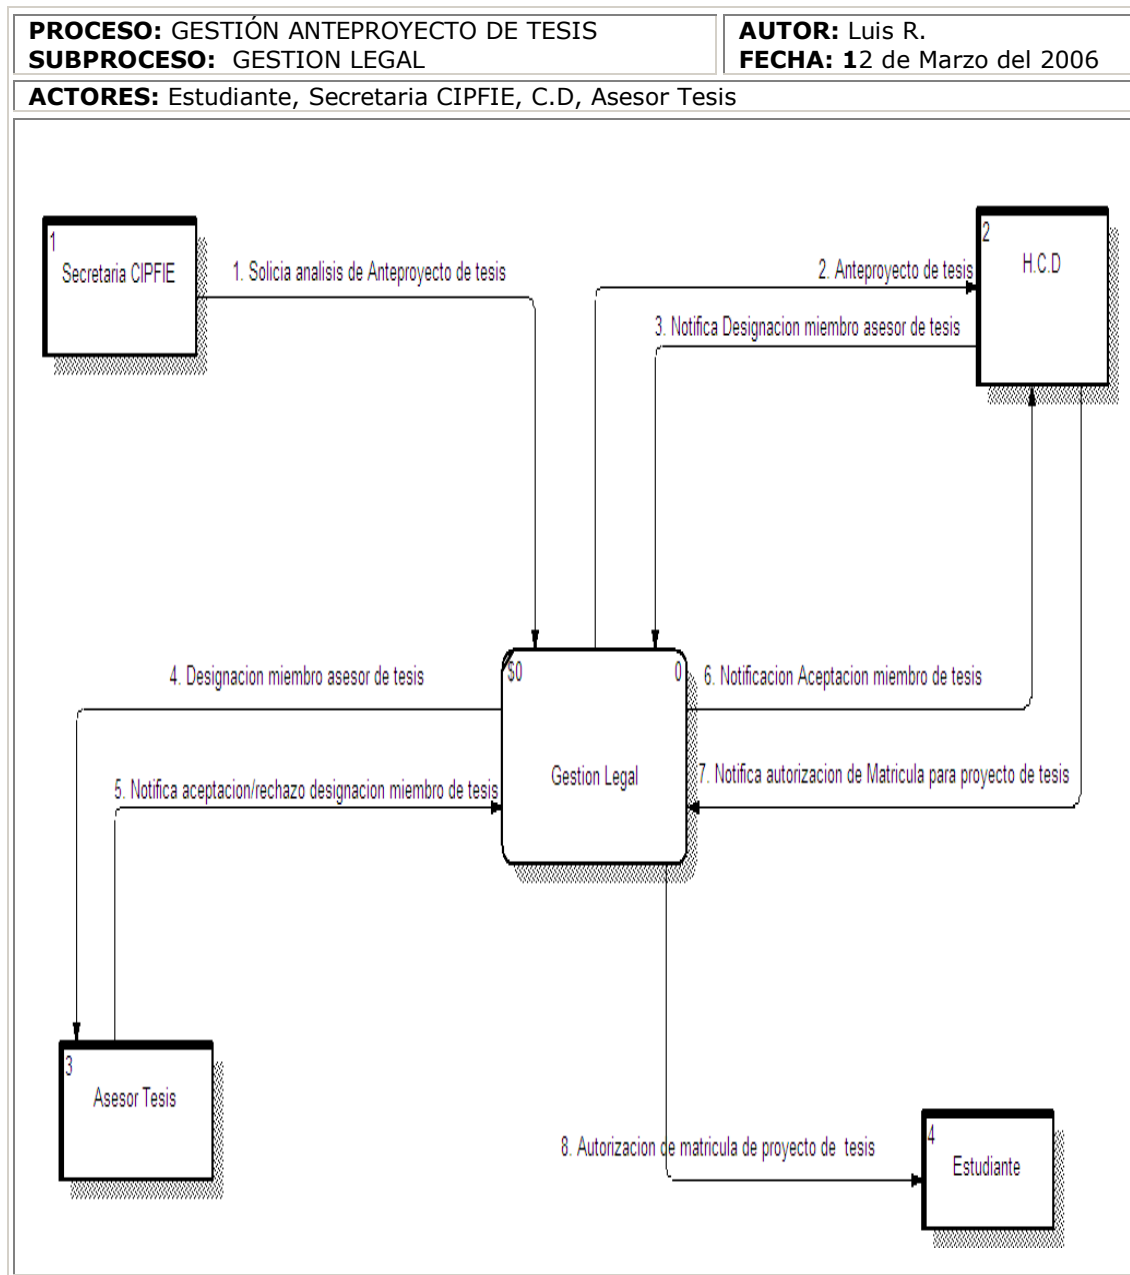 PROCESO: GESTIÓN ANTEPROYECTO DE TESIS
SUBPROCESO: GESTION LEGAL
AUTOR: Luis R.
FECHA: 12 de Marzo del 2006
ACTORES: Estudiante, Secretaria CIPFIE, C.D, Asesor Tesis
1
Secretaria CIPFIE
1. Solicia analisis de Anteproyecto de tesis
2. Anteproyecto de tesis
2
H.C.D
3. Notifica Designacion miembro asesor de tesis
4. Designacion miembro asesor de tesis
$0
0
6. Notificacion Aceptacion miembro de tesis
Gestion Legal
7. Notifica autorizacion de Matricula para proyecto de tesis
5. Notifica aceptacion/rechazo designacion miembro de tesis
3
Asesor Tesis
8. Autorizacion de matricula de proyecto de tesis
4
Estudiante